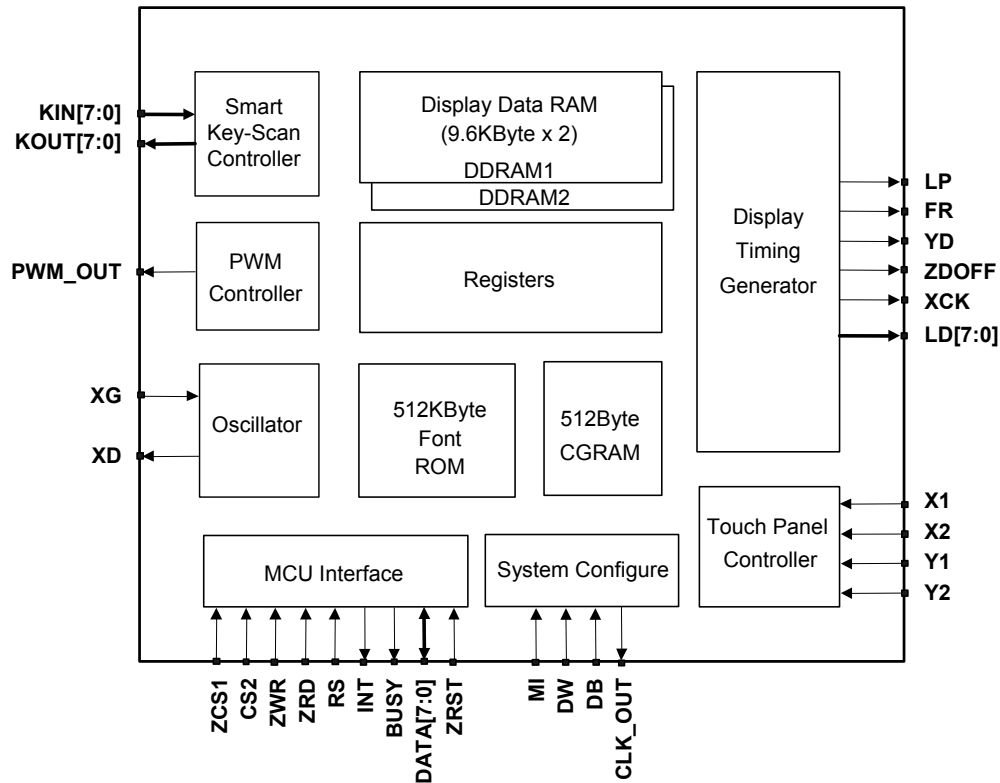 KIN[7:0]
KOUT[7:0]
Smart
Key-Scan
Controller
Display Data RAM
(9.6KByte x 2)
DDRAM1
DDRAM2
Display
Timing
Generator
LP
FR
YD
ZDOFF
XCK
LD[7:0]
PWM_OUT
PWM
Controller
Registers
XG
XD
Oscillator
512KByte
Font
ROM
512Byte
CGRAM
Touch Panel
Controller
X1
X2
Y1
Y2
MCU Interface
System Configure
ZCS1
CS2
ZWR
ZRD
RS
INT
BUSY
DATA[7:0]
ZRST
MI
DW
DB
CLK_OUT